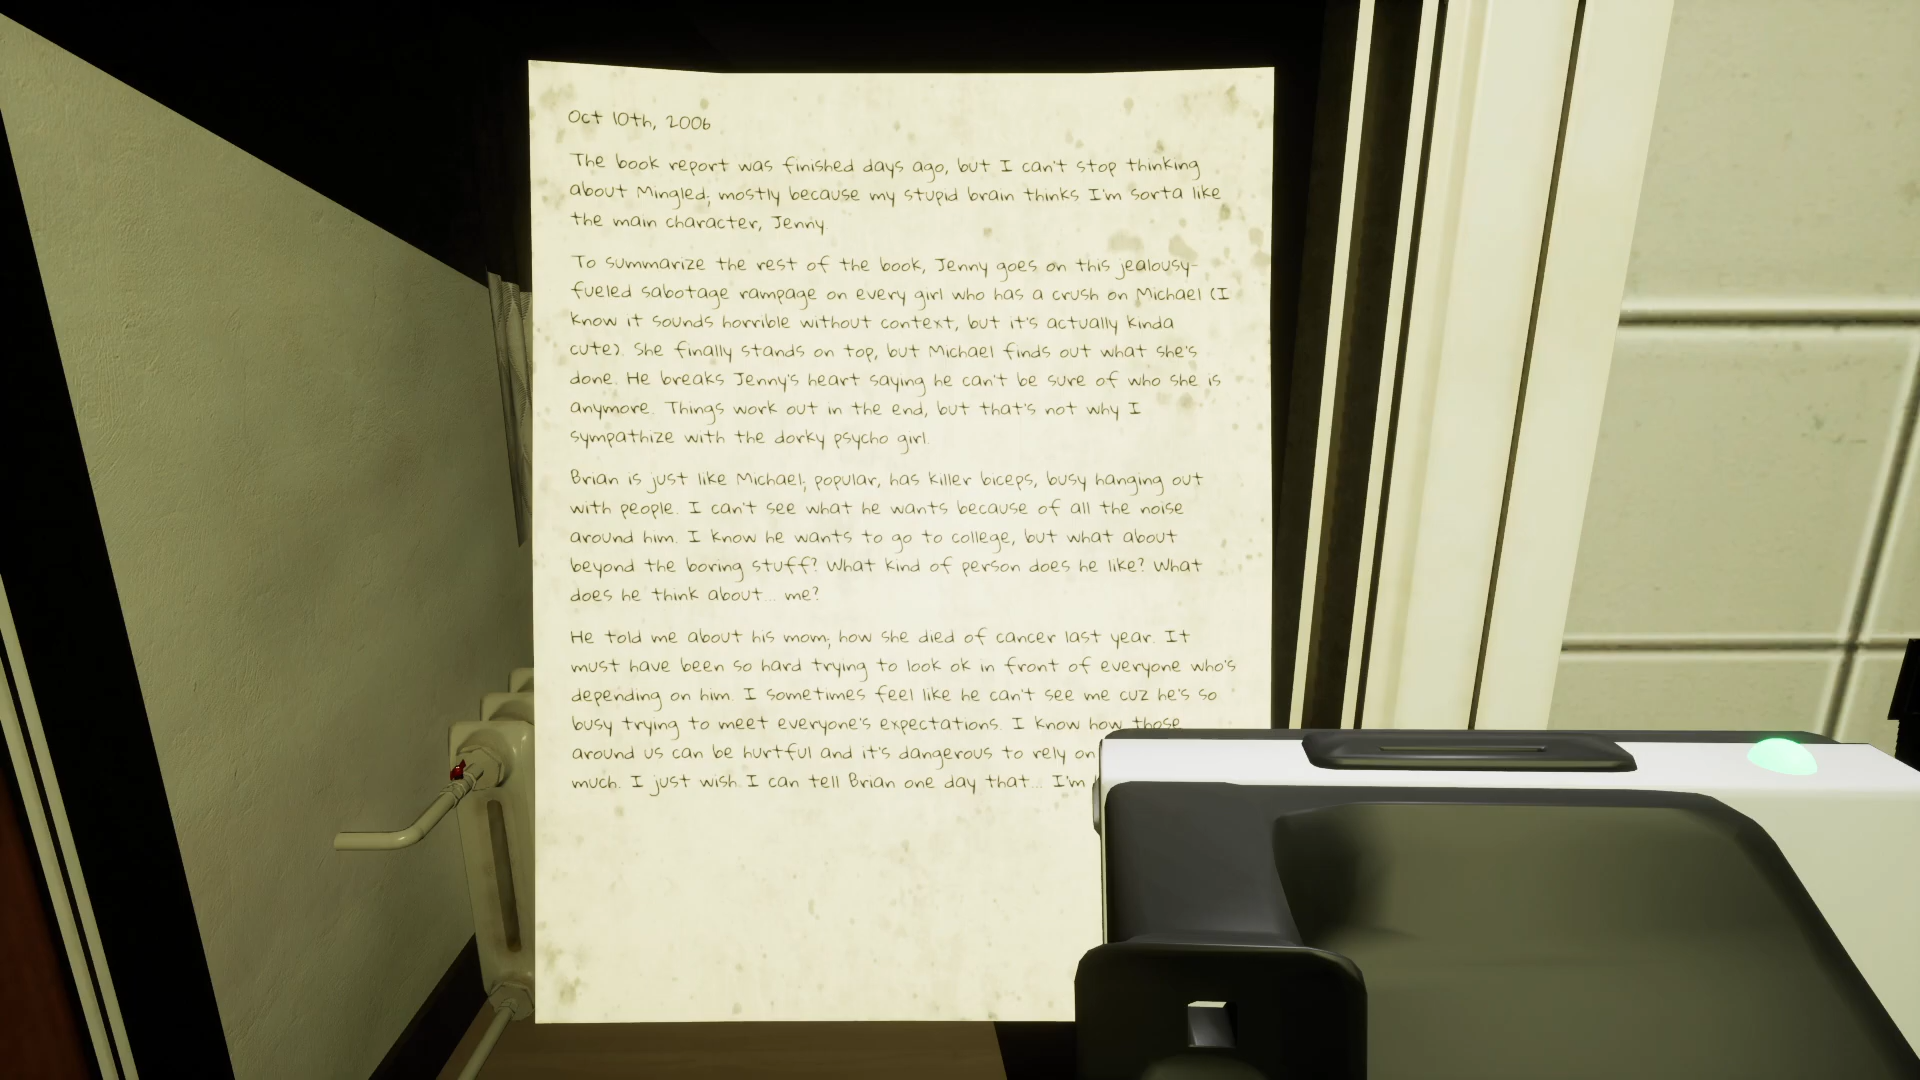 Oct 10th, 2006
The book report was finished days ago, but I can't stop thinking
about Mingled; mostly because my stupid brain thinks I'm sorta like
the main character, Jenny.
To summarize the rest of the book, Jenny goes on this jealousy-
fueled sabotage rampage on every girl who has a crush on Michael (I
know it sounds horrible without context, but it's actually kinda
cute). She finally stands on top, but Michael finds out what she's
done. He breaks Jenny's heart saying he can't be sure of who she is
anymore. Things work out in the end, but that's not why I
sympathize with the dorky psycho girl.
Brian is just like Michael; popular, has killer biceps, busy hanging out
with people. I can't see what he wants because of all the noise
around him. I know he wants to go to college, but what about
beyond the boring stuff? What kind of person does he like? What
does he think about... me?
He told me about his mom; how she died of cancer last year. It
must have been so hard trying to look ok in front of everyone who's
depending on him. I sometimes feel like he can't see me cuz he's so
busy trying to meet everyone's expectations. I know how those
around us can be hurtful and it's dangerous to rely on
much. I just wish I can tell Brian one day that... I'm